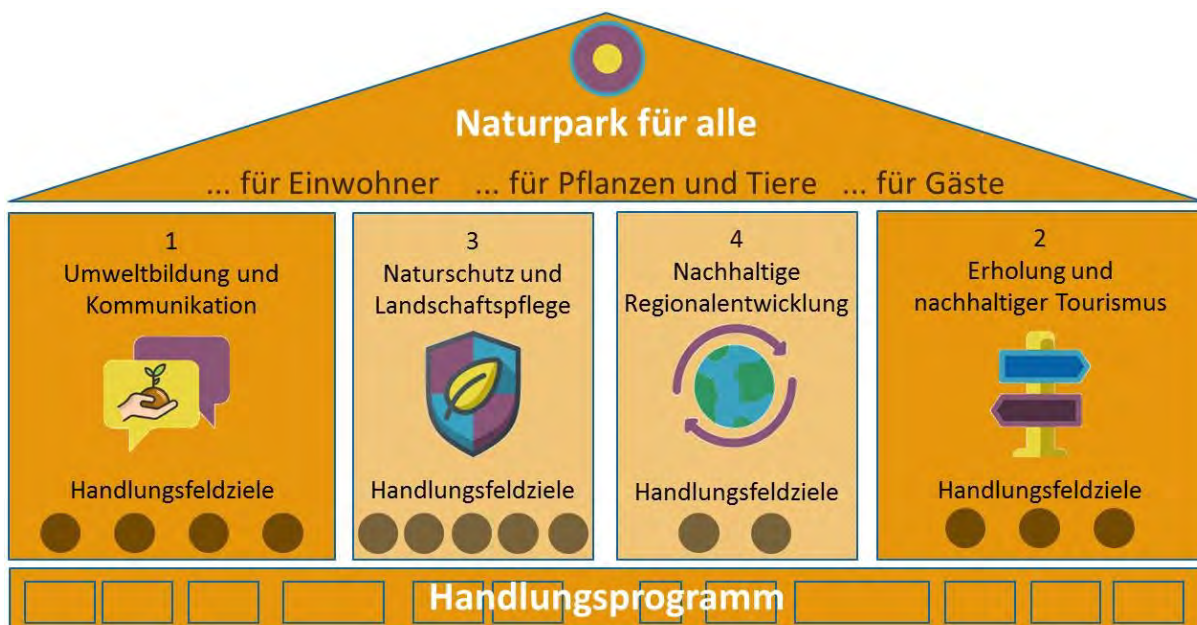 Naturpark für alle
... für Einwohner ... für Pflanzen und Tiere ... für Gäste
1
Umweltbildung und
Kommunikation
Handlungsfeldziele
3
Naturschutz und
Landschaftspflege
Handlungsfeldziele
4
Nachhaltige
Regionalentwicklung
Handlungsfeldziele
2
Erholung und
nachhaltiger Tourismus
Handlungsfeldziele
Handlungsprogramm